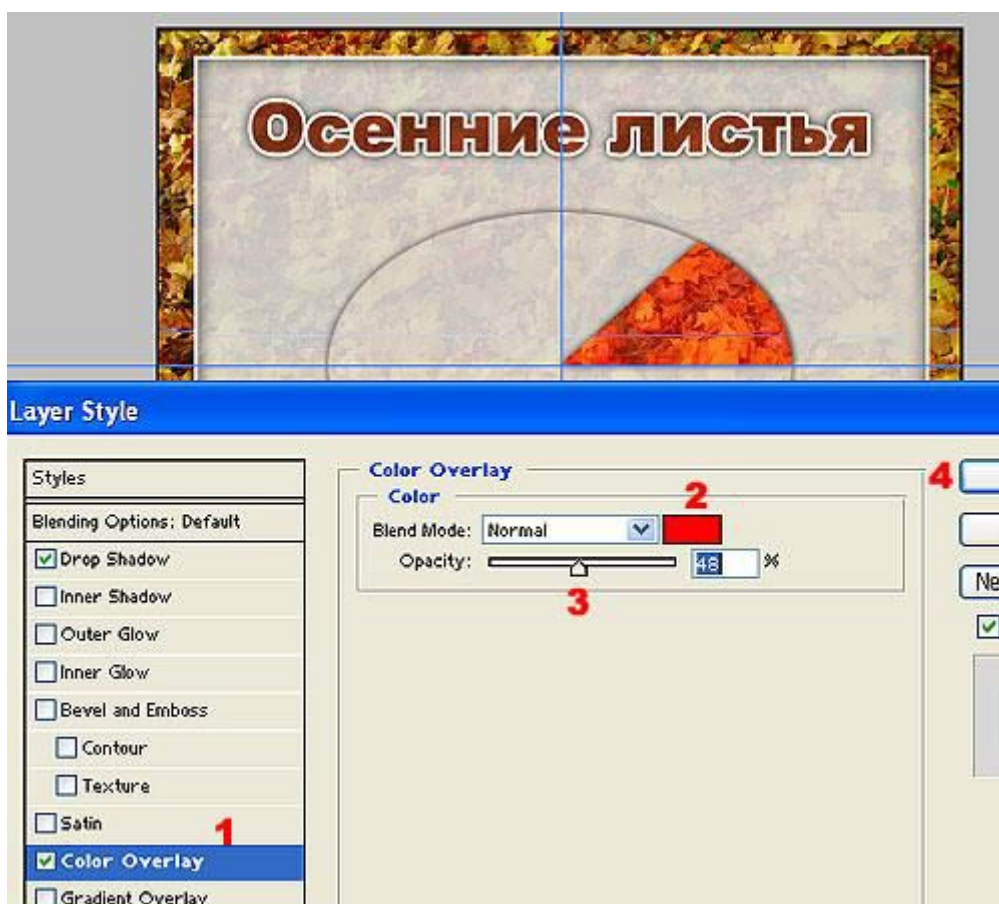 Осенние листья
Layer Style
Styles
Blending Options: Default
Drop Shadow
Inner Shadow
Outer Glow
Inner Glow
Bevel and Emboss
Contour
Texture
Satin
1
Color Overlay
Gradient Overlay
Color Overlay
Color
2
Blend Mode: Normal
Opacity: 48 %
3
4
Ne